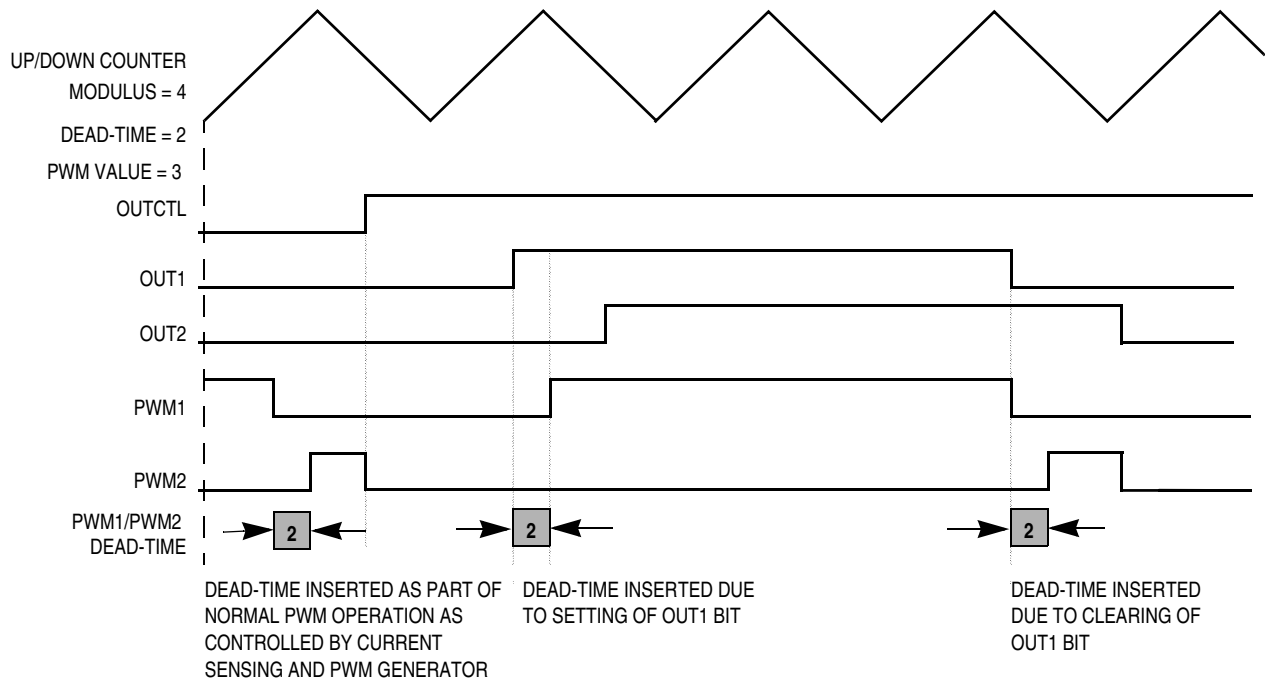 UP/DOWN COUNTER
MODULUS = 4
DEAD-TIME = 2
PWM VALUE = 3
OUTCTL
OUT1
OUT2
PWM1
PWM2
PWM1/PWM2
DEAD-TIME
2
2
2
DEAD-TIME INSERTED AS PART OF
NORMAL PWM OPERATION AS
CONTROLLED BY CURRENT
SENSING AND PWM GENERATOR
DEAD-TIME INSERTED DUE
TO SETTING OF OUT1 BIT
DEAD-TIME INSERTED
DUE TO CLEARING OF
OUT1 BIT